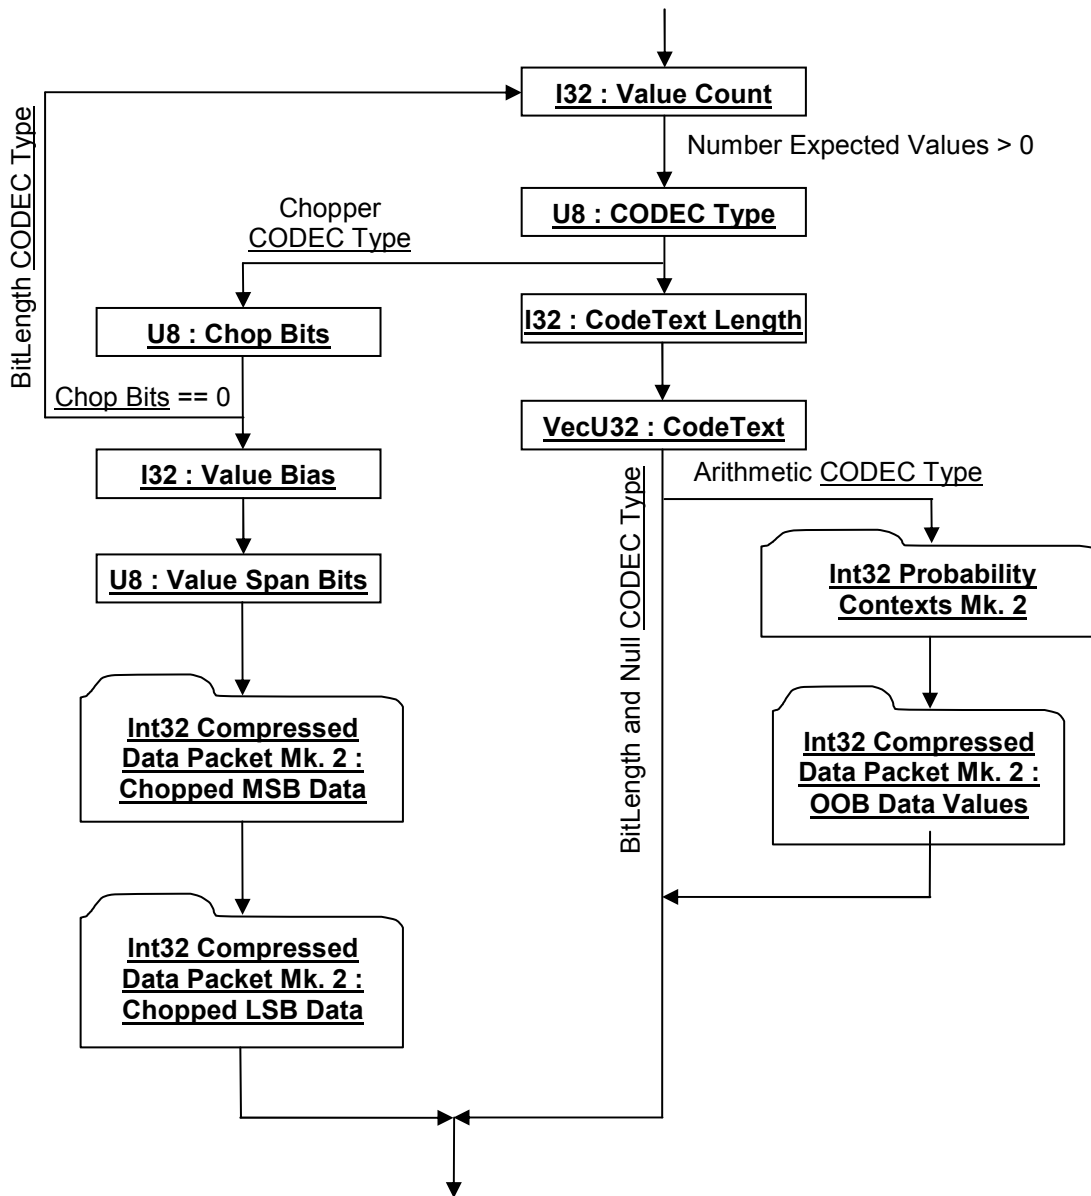 I32 : Value Count
Number Expected Values > 0
U8 : CODEC Type
Chopper
CODEC Type
BitLength CODEC Type
U8 : Chop Bits
I32 : CodeText Length
Chop Bits == 0
VecU32 : CodeText
I32 : Value Bias
Arithmetic CODEC Type
U8 : Value Span Bits
BitLength and Null CODEC Type
Int32 Probability
Contexts Mk. 2
Int32 Compressed
Data Packet Mk. 2 :
Chopped MSB Data
Int32 Compressed
Data Packet Mk. 2 :
OOB Data Values
Int32 Compressed
Data Packet Mk. 2 :
Chopped LSB Data